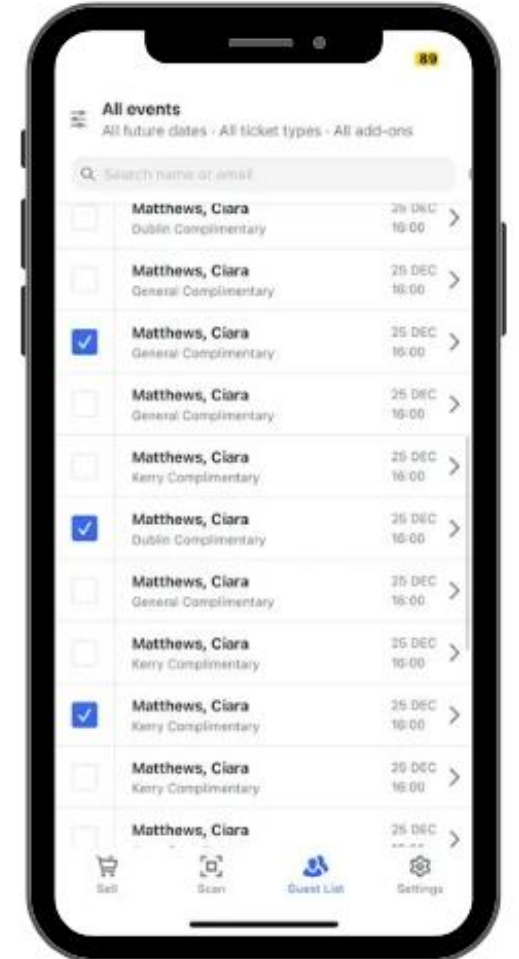 89
All events
All future dates · All ticket types · All add-ons
Search name or email
Matthews, Ciara 25 DEC
Dublin Complimentary 16:00
Matthews, Ciara 25 DEC
General Complimentary 16:00
Matthews, Ciara 25 DEC
General Complimentary 16:00
Matthews, Ciara 25 DEC
General Complimentary 16:00
Matthews, Ciara 25 DEC
Kerry Complimentary 16:00
Matthews, Ciara 25 DEC
Dublin Complimentary 16:00
Matthews, Ciara 25 DEC
General Complimentary 16:00
Matthews, Ciara 25 DEC
Kerry Complimentary 16:00
Matthews, Ciara 25 DEC
Kerry Complimentary 16:00
Matthews, Ciara 25 DEC
Kerry Complimentary 16:00
Matthews, Ciara 25 DEC
Sell Scan Guest List Settings